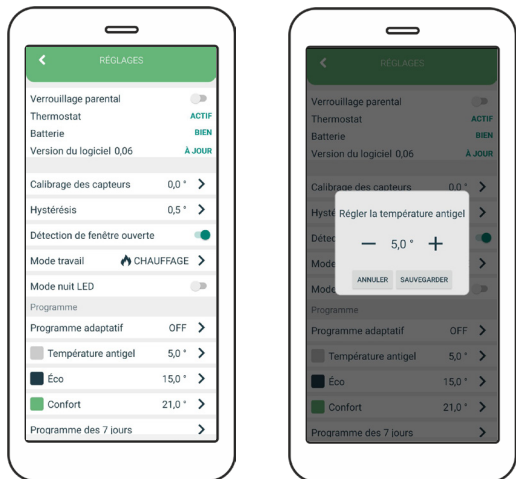 RÉGLAGES
Verrouillage parental
Thermostat ACTIF
Batterie BIEN
Version du logiciel 0,06 À JOUR
Calibrage des capteurs 0,0 °
Hystérésis 0,5 °
Détection de fenêtre ouverte
Mode travail CHAUFFAGE
Mode nuit LED
Programme
Programme adaptatif OFF
Température antigel 5,0 °
Éco 15,0 °
Confort 21,0 °
Programme des 7 jours
RÉGLAGES
Verrouillage parental
Thermostat ACTIF
Batterie BIEN
Version du logiciel 0,06 À JOUR
Calibrage des capteurs 0,0 °
Hysté
Régler la température antigel
Détec
— 5,0 ° +
Mode
ANNULER SAUVEGARDER
Mode
Programme
Programme adaptatif OFF
Température antigel 5,0 °
Éco 15,0 °
Confort 21,0 °
Programme des 7 jours